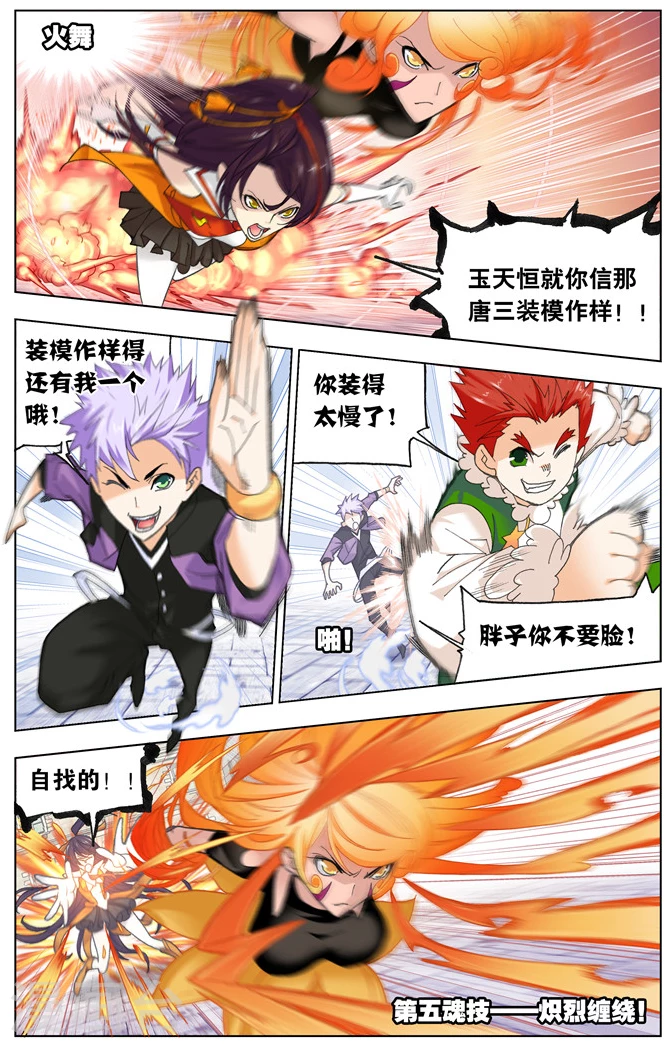 火舞
玉天恒就你信那
唐三装模作样！！
装模作样得
还有我一个
哦！
你装得
太慢了！
啪！
胖子你不要脸！
自找的！！
第五魂技——炽烈缠绕！